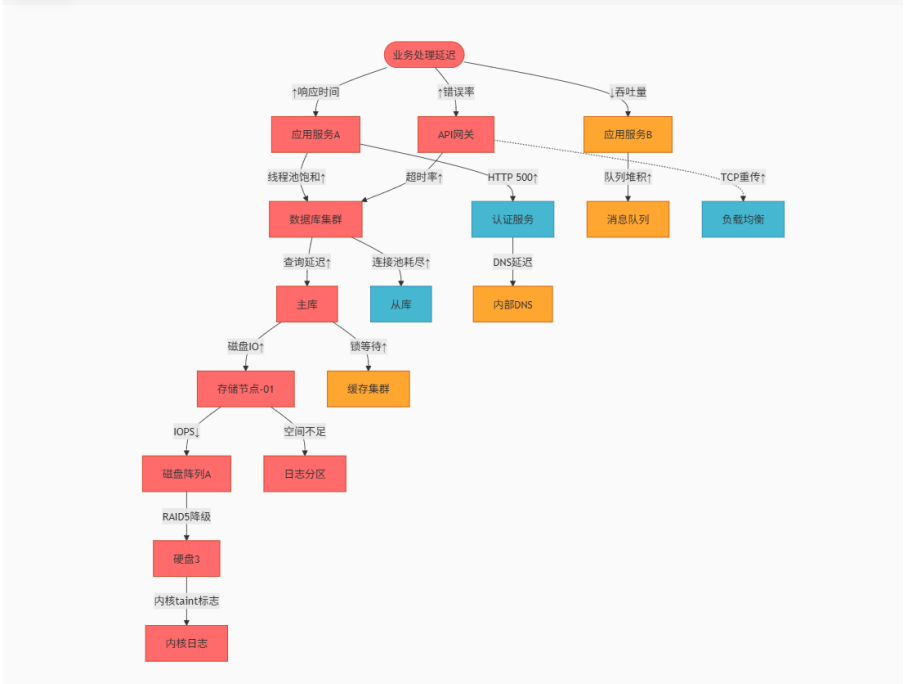 业务处理延迟
↑响应时间
↑错误率
↓吞吐量
应用服务A
API网关
应用服务B
线程池饱和↑
超时率↑
HTTP 500↑
队列堆积↑
TCP重传↑
数据库集群
认证服务
消息队列
负载均衡
查询延迟↑
连接池耗尽↑
DNS延迟
主库
从库
内部DNS
磁盘IO↑
锁等待↑
存储节点-01
缓存集群
IOPS↓
空间不足
磁盘阵列A
日志分区
RAID5降级
硬盘3
内核taint标志
内核日志